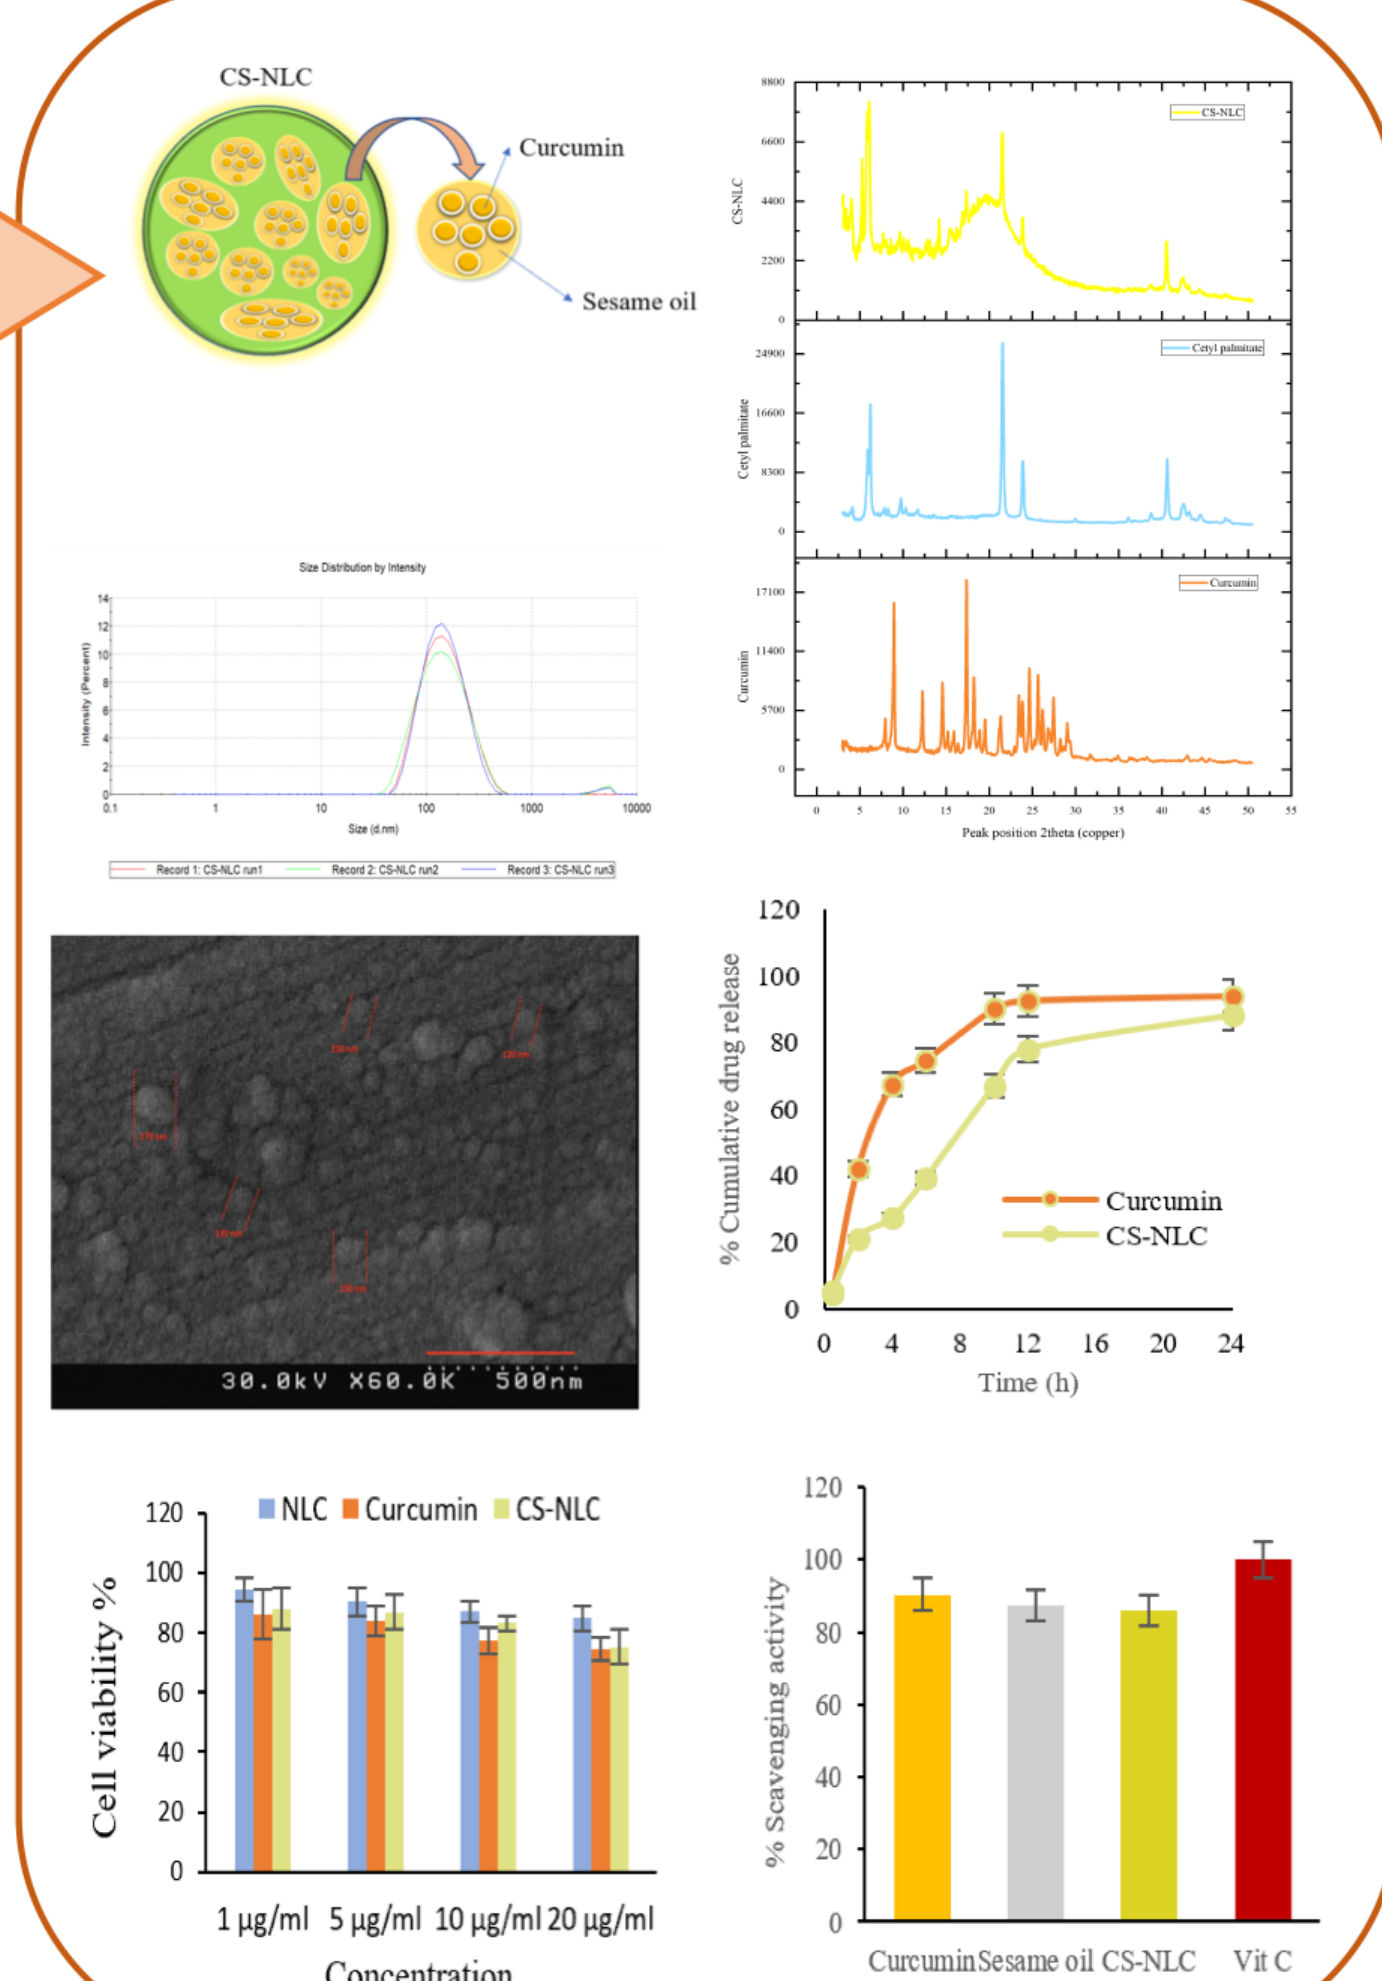 CS-NLC
Curcumin
Sesame oil
8800
6600
4400
2200
0
CS-NLC
CS-NLC
24900
16600
8300
0
Cetyl palmitate
Cetyl palmitate
17100
11400
5700
0
Curcumin
Curcumin
0 5 10 15 20 25 30 35 40 45 50 55
Peak position 2theta (copper)
Size Distribution by Intensity
14
12
10
8
6
4
2
0
Intensity (Percent)
0.1 1 10 100 1000 10000
Size (d.nm)
Record 1: CS-NLC run1 Record 2: CS-NLC run2 Record 3: CS-NLC run3
120 nm
170 nm
30.0kV X60.0K 500nm
120
100
80
60
40
20
0
% Cumulative drug release
Curcumin
CS-NLC
0 4 8 12 16 20 24
Time (h)
NLC Curcumin CS-NLC
120
100
80
60
40
20
0
Cell viability %
1 µg/ml 5 µg/ml 10 µg/ml 20 µg/ml
Concentration
120
100
80
60
40
20
0
% Scavenging activity
Curcumin Sesame oil CS-NLC Vit C